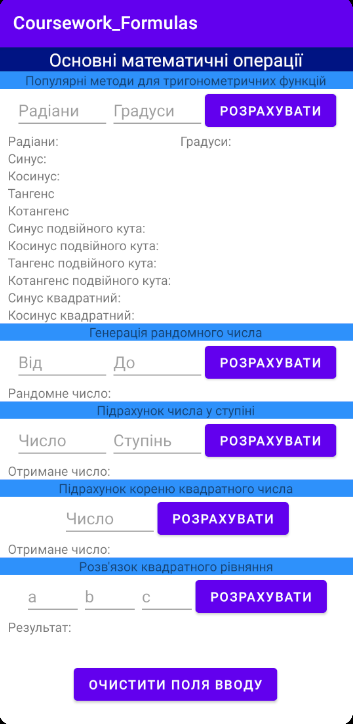 Coursework_Formulas
Основні математичні операції
Популярні методи для тригонометричних функцій
Радіани Градуси РОЗРАХУВАТИ
Радіани: Градуси:
Синус:
Косинус:
Тангенс
Котангенс
Синус подвійного кута:
Косинус подвійного кута:
Тангенс подвійного кута:
Котангенс подвійного кута:
Синус квадратний:
Косинус квадратний:
Генерація рандомного числа
Від До РОЗРАХУВАТИ
Рандомне число:
Підрахунок числа у ступіні
Число Ступінь РОЗРАХУВАТИ
Отримане число:
Підрахунок кореню квадратного числа
Число РОЗРАХУВАТИ
Отримане число:
Розв'язок квадратного рівняння
a b c РОЗРАХУВАТИ
Результат:
ОЧИСТИТИ ПОЛЯ ВВОДУ